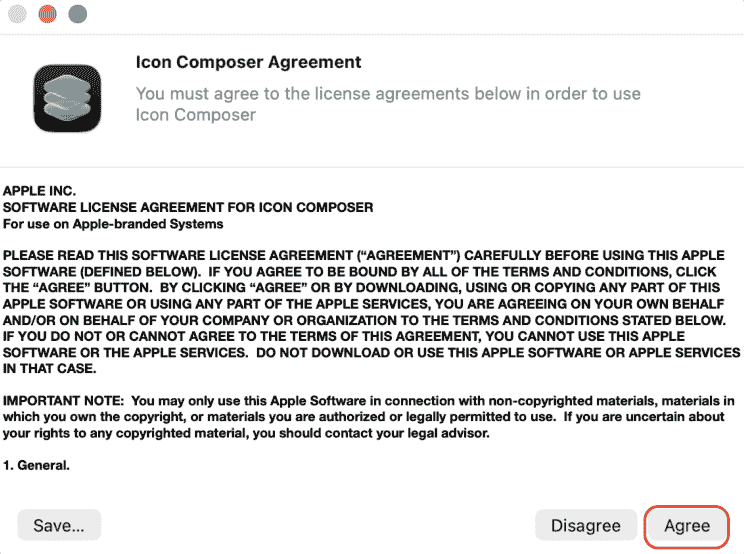 Icon Composer Agreement
You must agree to the license agreements below in order to use
Icon Composer
APPLE INC.
SOFTWARE LICENSE AGREEMENT FOR ICON COMPOSER
For use on Apple-branded Systems
PLEASE READ THIS SOFTWARE LICENSE AGREEMENT (“AGREEMENT”) CAREFULLY BEFORE USING THIS APPLE
SOFTWARE (DEFINED BELOW).  IF YOU AGREE TO BE BOUND BY ALL OF THE TERMS AND CONDITIONS, CLICK
THE “AGREE” BUTTON.  BY CLICKING “AGREE” OR BY DOWNLOADING, USING OR COPYING ANY PART OF THIS
APPLE SOFTWARE OR USING ANY PART OF THE APPLE SERVICES, YOU ARE AGREEING ON YOUR OWN BEHALF
AND/OR ON BEHALF OF YOUR COMPANY OR ORGANIZATION TO THE TERMS AND CONDITIONS STATED BELOW.
IF YOU DO NOT OR CANNOT AGREE TO THE TERMS OF THIS AGREEMENT, YOU CANNOT USE THIS APPLE
SOFTWARE OR THE APPLE SERVICES.  DO NOT DOWNLOAD OR USE THIS APPLE SOFTWARE OR APPLE SERVICES
IN THAT CASE.
IMPORTANT NOTE:  You may only use this Apple Software in connection with non-copyrighted materials, materials in
which you own the copyright, or materials you are authorized or legally permitted to use.  If you are uncertain about
your rights to any copyrighted material, you should contact your legal advisor.
1. General.
Save...
Disagree
Agree